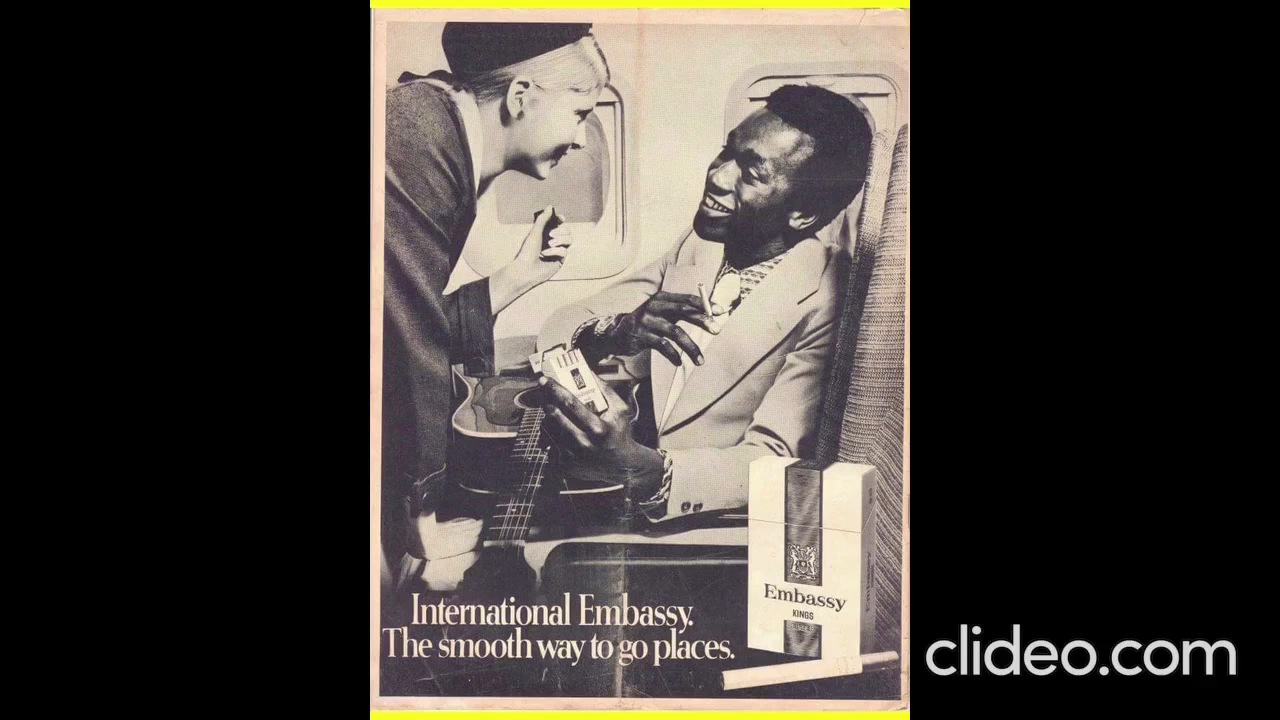 International Embassy.
The smooth way to go places.
Embassy
KINGS
clideo.com